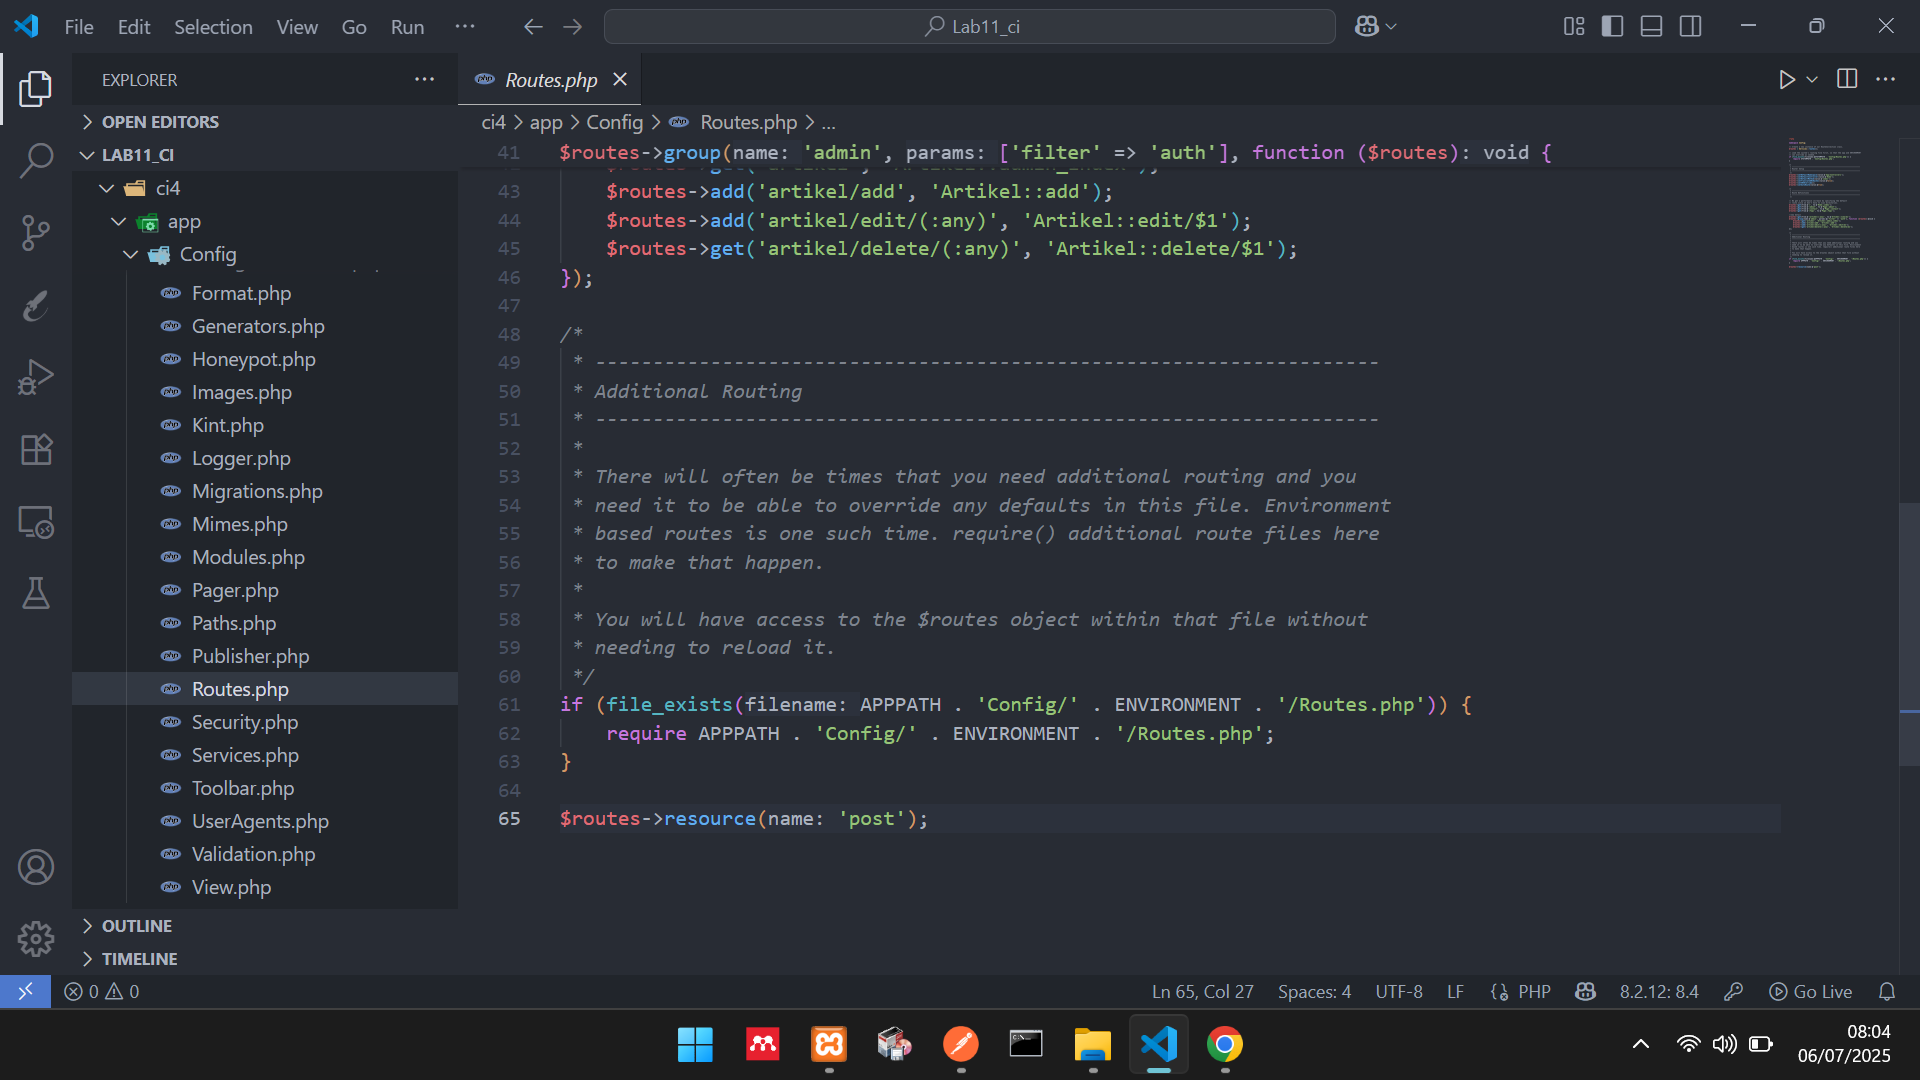 File Edit Selection View Go Run ···
Lab11_ci
EXPLORER
···
OPEN EDITORS
LAB11_CI
ci4
app
Config
Format.php
Generators.php
Honeypot.php
Images.php
Kint.php
Logger.php
Migrations.php
Mimes.php
Modules.php
Pager.php
Paths.php
Publisher.php
Routes.php
Security.php
Services.php
Toolbar.php
UserAgents.php
Validation.php
View.php
OUTLINE
TIMELINE
Routes.php
ci4 > app > Config > Routes.php > ...
41 $routes->group(name: 'admin', params: ['filter' => 'auth'], function ($routes): void {
43 $routes->add('artikel/add', 'Artikel::add');
44 $routes->add('artikel/edit/(:any)', 'Artikel::edit/$1');
45 $routes->get('artikel/delete/(:any)', 'Artikel::delete/$1');
46 });
47
48 /*
49 * --------------------------------------------------------------------
50 * Additional Routing
51 * --------------------------------------------------------------------
52 *
53 * There will often be times that you need additional routing and you
54 * need it to be able to override any defaults in this file. Environment
55 * based routes is one such time. require() additional route files here
56 * to make that happen.
57 *
58 * You will have access to the $routes object within that file without
59 * needing to reload it.
60 */
61 if (file_exists(filename: APPPATH . 'Config/' . ENVIRONMENT . '/Routes.php')) {
62 require APPPATH . 'Config/' . ENVIRONMENT . '/Routes.php';
63 }
64
65 $routes->resource(name: 'post');
0 0
Ln 65, Col 27 Spaces: 4 UTF-8 LF PHP 8.2.12: 8.4 Go Live
08:04
06/07/2025